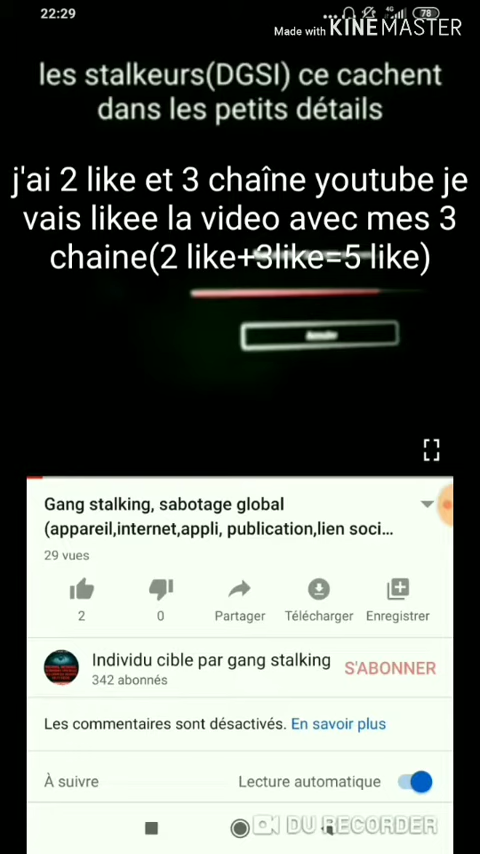 22:29
4G
78
Made with KINEMASTER
les stalkeurs(DGSI) ce cachent
dans les petits détails
j'ai 2 like et 3 chaîne youtube je
vais likee la video avec mes 3
chaine(2 like+3like=5 like)
Gang stalking, sabotage global
(appareil,internet,appli, publication,lien soci...
29 vues
2
0
Partager
Télécharger
Enregistrer
Individu cible par gang stalking
S'ABONNER
342 abonnés
Les commentaires sont désactivés. En savoir plus
À suivre
Lecture automatique
DU RECORDER